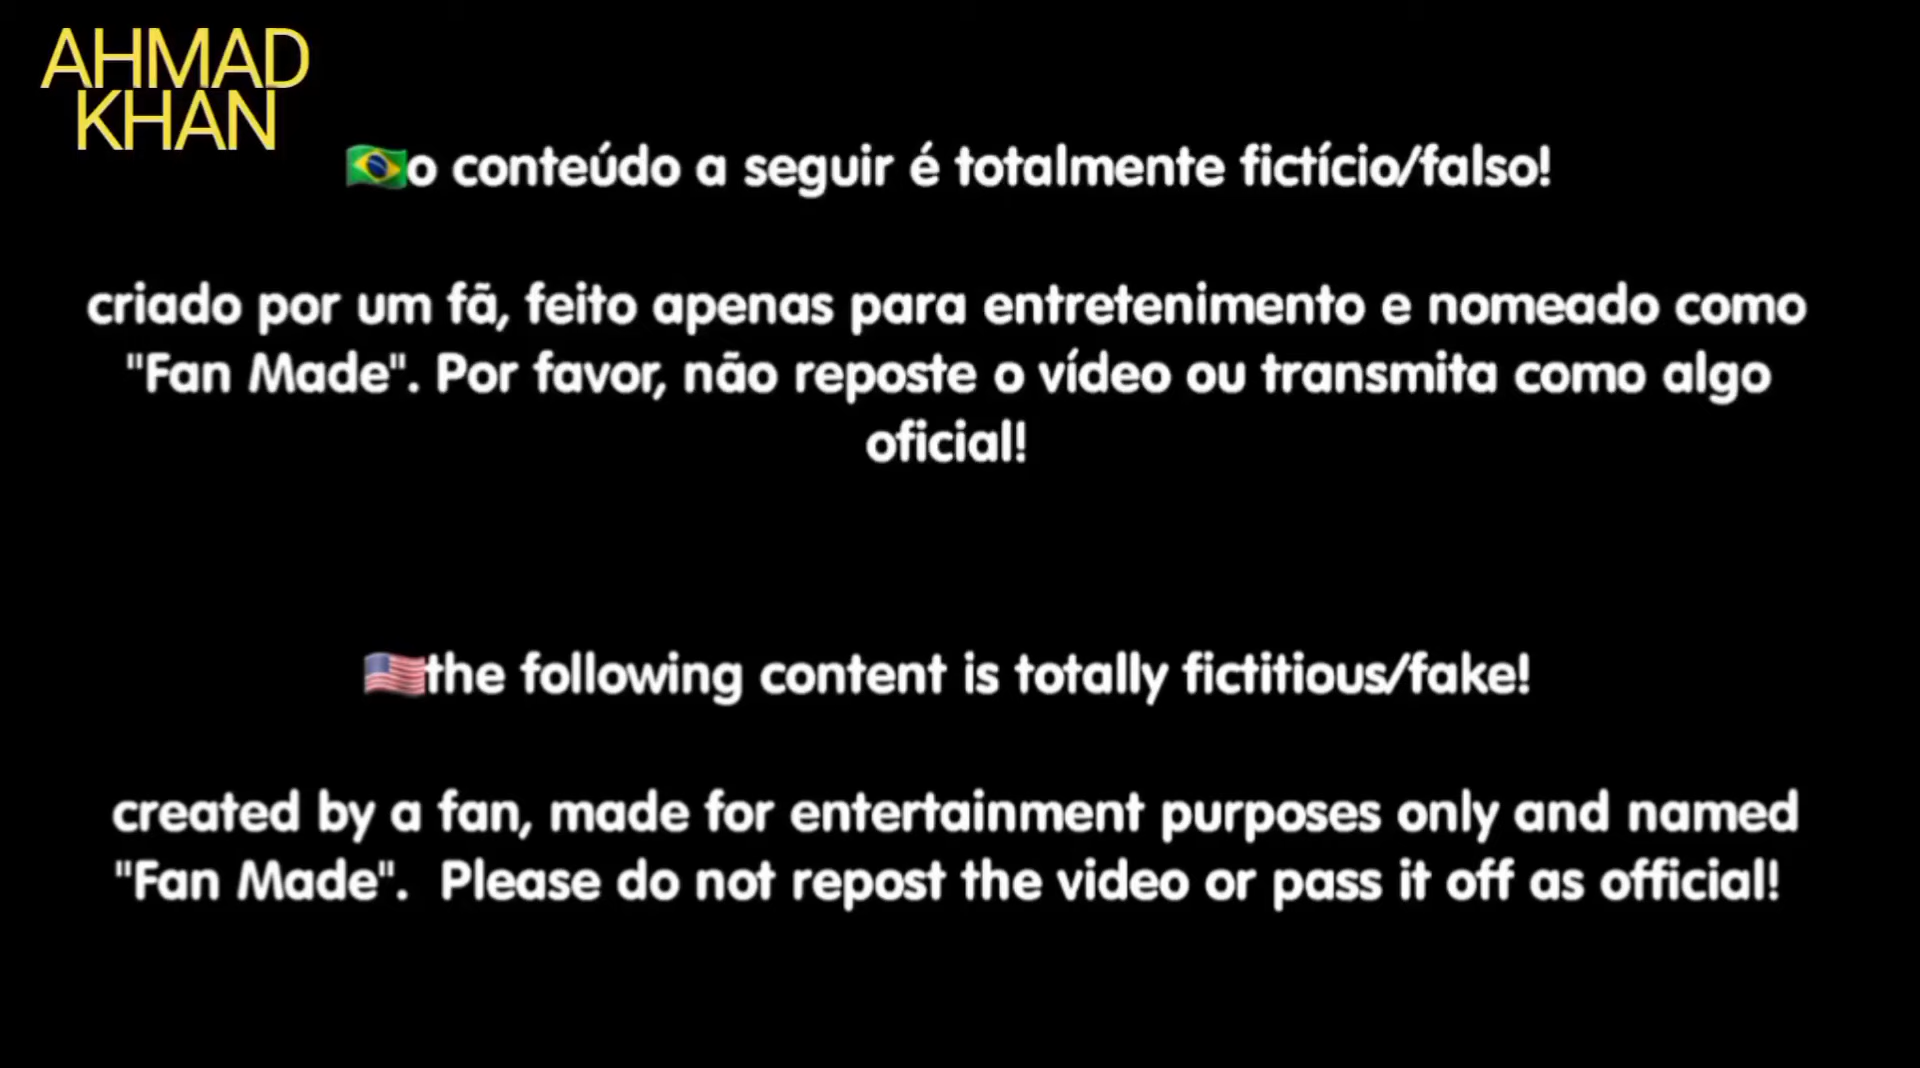 AHMAD
KHAN
🇧🇷o conteúdo a seguir é totalmente fictício/falso!
criado por um fã, feito apenas para entretenimento e nomeado como
"Fan Made". Por favor, não reposte o vídeo ou transmita como algo
oficial!
🇺🇸the following content is totally fictitious/fake!
created by a fan, made for entertainment purposes only and named
"Fan Made".  Please do not repost the video or pass it off as official!